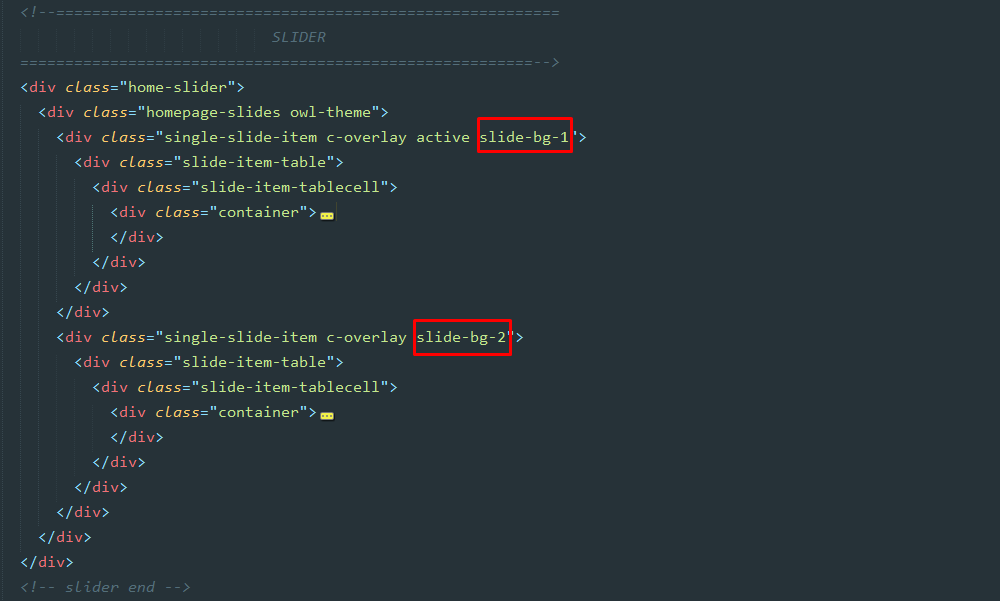 <!--========================================================
SLIDER
=========================================================-->
<div class="home-slider">
<div class="homepage-slides owl-theme">
<div class="single-slide-item c-overlay active slide-bg-1">
<div class="slide-item-table">
<div class="slide-item-tablecell">
<div class="container">
</div>
</div>
</div>
</div>
<div class="single-slide-item c-overlay slide-bg-2">
<div class="slide-item-table">
<div class="slide-item-tablecell">
<div class="container">
</div>
</div>
</div>
</div>
</div>
</div>
<!-- slider end -->